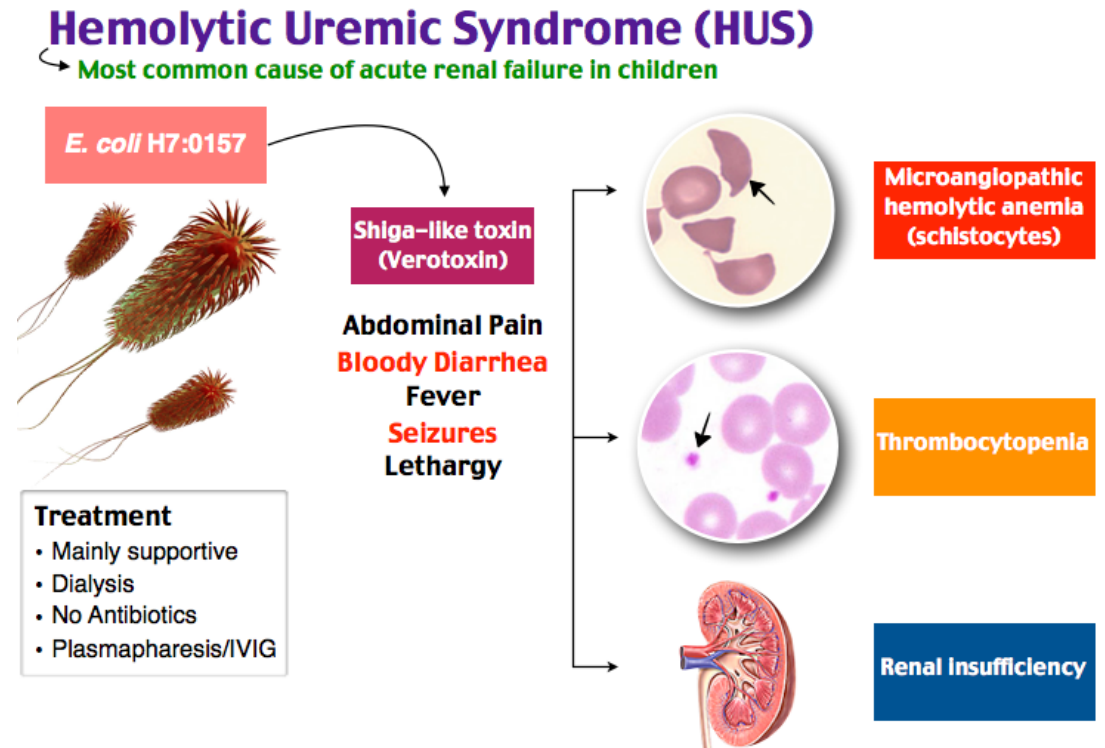 Hemolytic Uremic Syndrome (HUS)
Most common cause of acute renal failure in children
E. coli H7:0157
Shiga-like toxin
(Verotoxin)
Abdominal Pain
Bloody Diarrhea
Fever
Seizures
Lethargy
Treatment
• Mainly supportive
• Dialysis
• No Antibiotics
• Plasmapharesis/IVIG
Microangiopathic
hemolytic anemia
(schistocytes)
Thrombocytopenia
Renal insufficiency